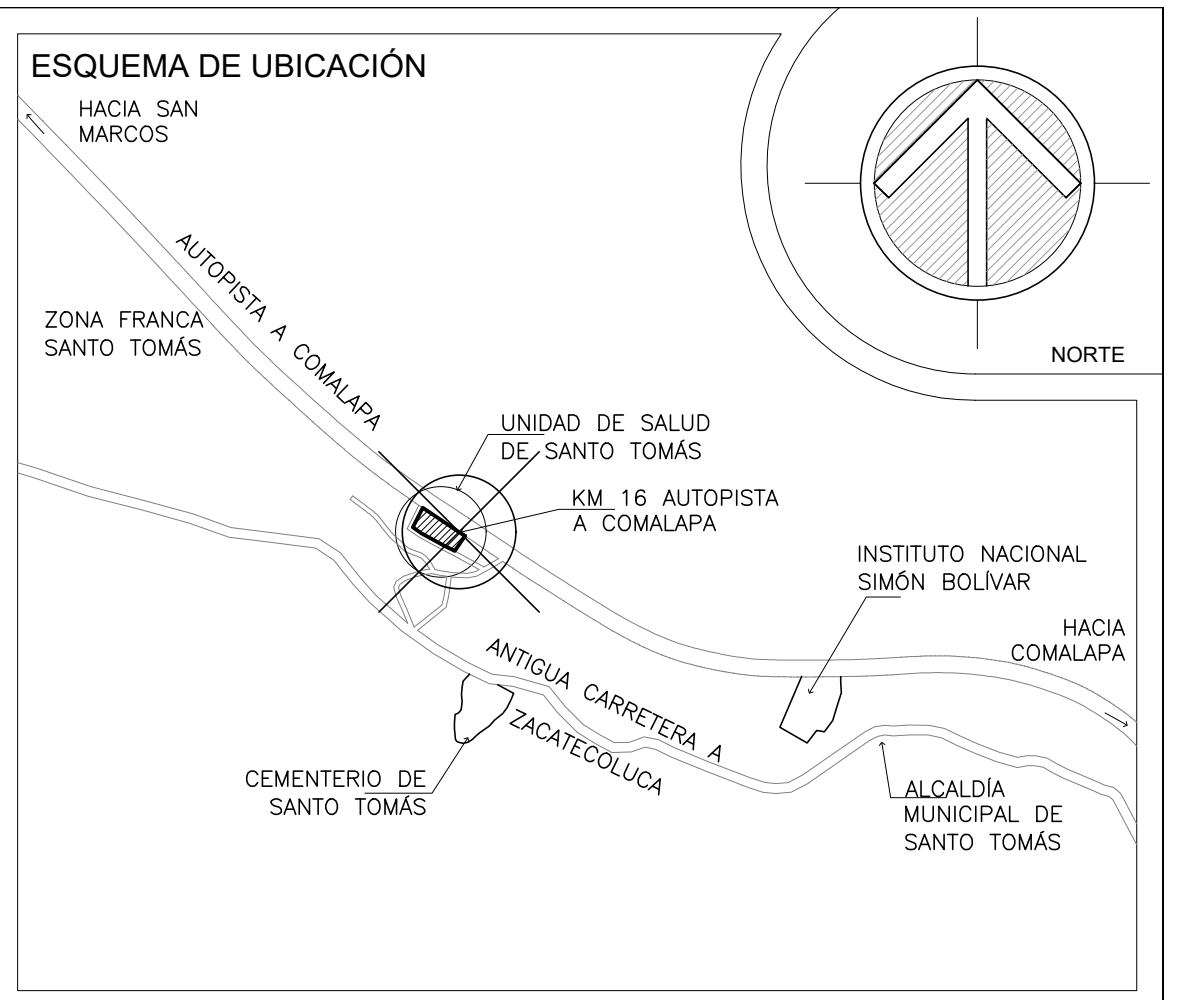 ESQUEMA DE UBICACIÓN
HACIA SAN
MARCOS
AUTOPISTA A COMALAPA
ZONA FRANCA
SANTO TOMÁS
NORTE
UNIDAD DE SALUD
DE SANTO TOMÁS
KM 16 AUTOPISTA
A COMALAPA
INSTITUTO NACIONAL
SIMÓN BOLÍVAR
HACIA
COMALAPA
ANTIGUA CARRETERA A
ZACATECOLUCA
CEMENTERIO DE
SANTO TOMÁS
ALCALDÍA
MUNICIPAL DE
SANTO TOMÁS